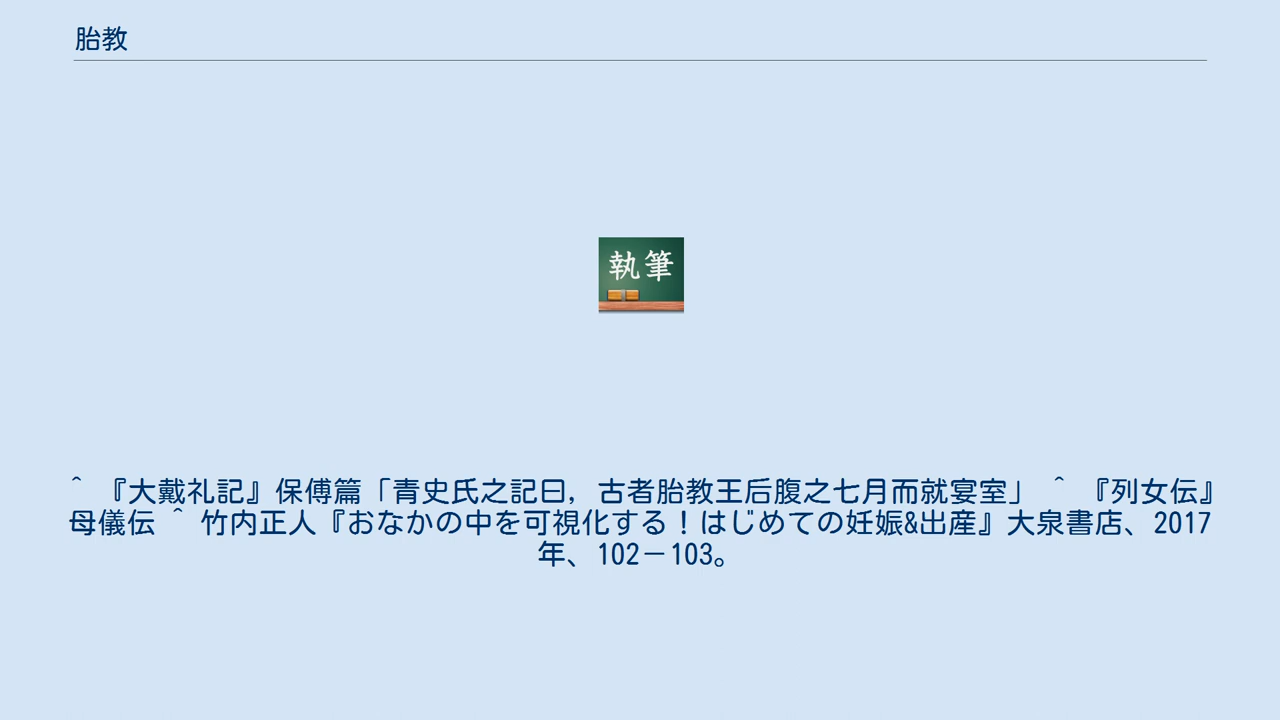 胎教
執筆
^ 『大戴礼記』保傅篇「青史氏之記曰，古者胎教王后腹之七月而就宴室」 ^ 『列女伝』
母儀伝 ^ 竹内正人『おなかの中を可視化する！はじめての妊娠&出産』大泉書店、2017
年、102－103。